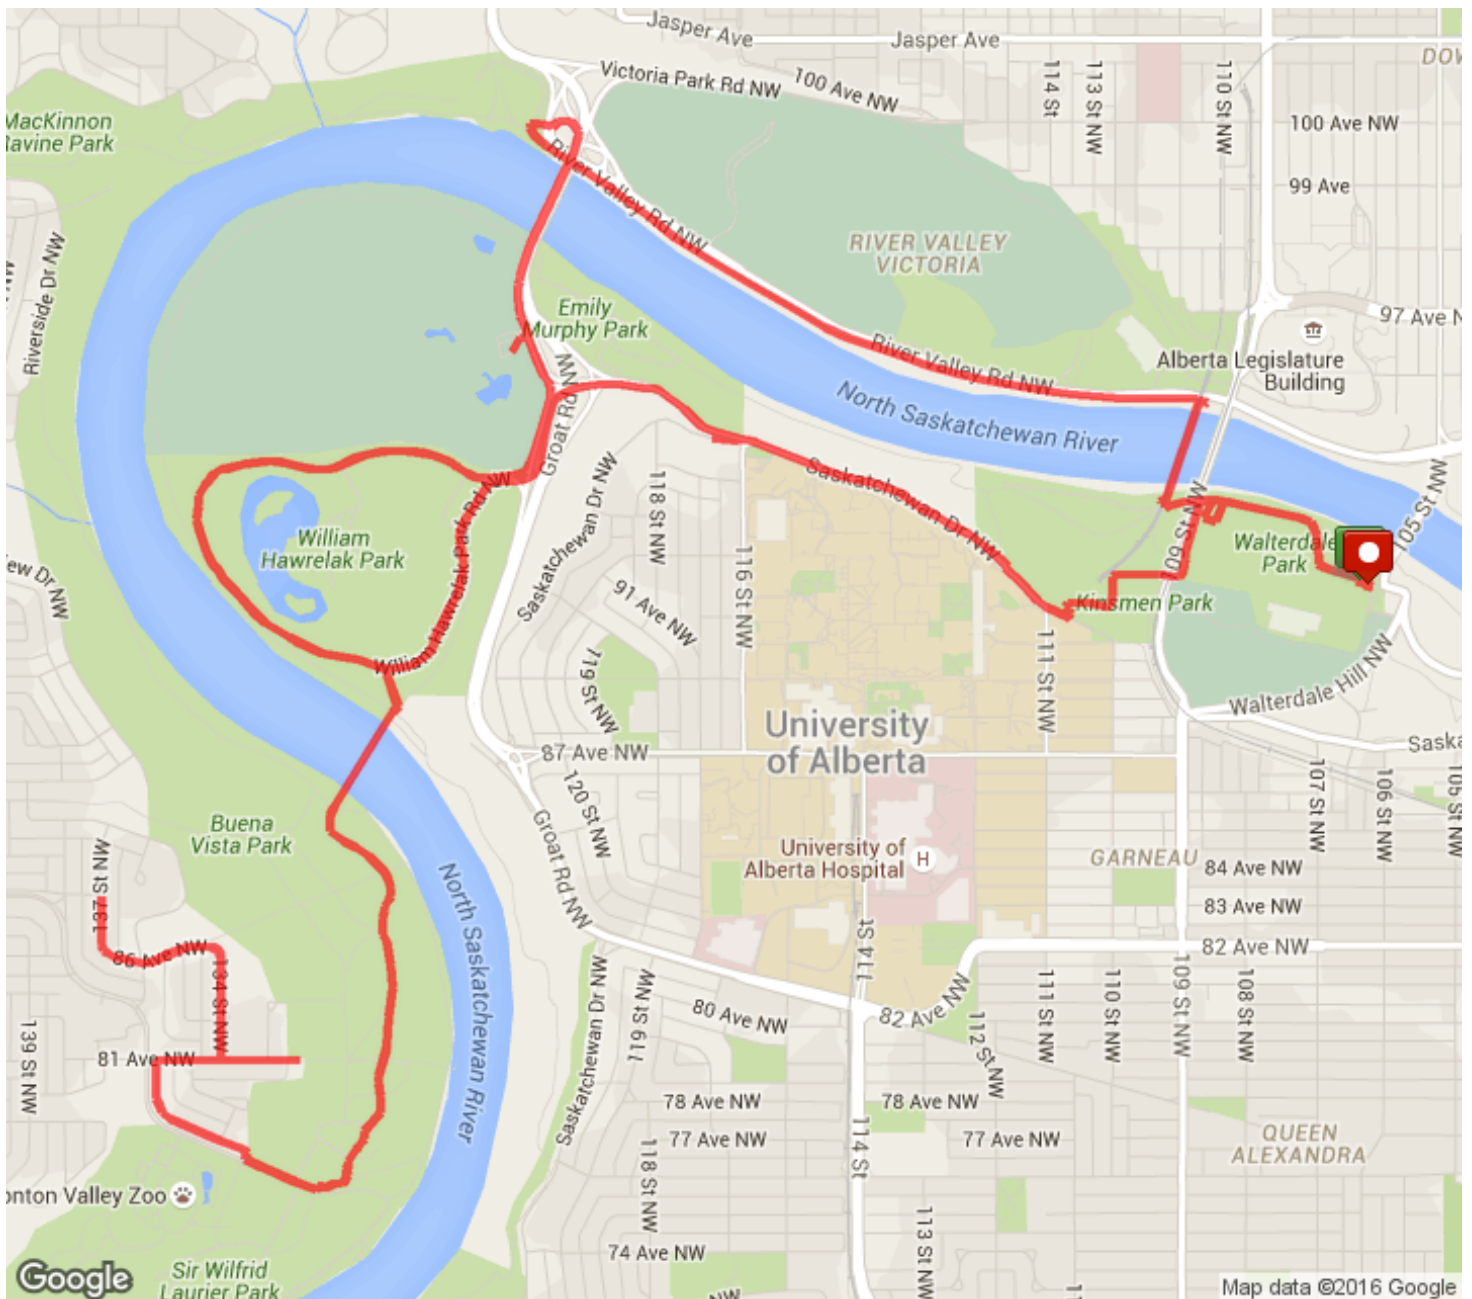 Jasper Ave
Jasper Ave
DOW
Victoria Park Rd NW
100 Ave NW
114 St
113 St NW
110 St NW
100 Ave NW
MacKinnon
Ravine Park
99 Ave
River Valley Rd NW
RIVER VALLEY
VICTORIA
Riverside Dr NW
Emily
Murphy Park
97 Ave N
Alberta Legislature
Building
River Valley Rd NW
Groat Rd NW
North Saskatchewan River
105 St NW
Saskatchewan Dr NW
Saskatchewan Dr NW
118 St NW
William
Hawrelak Park
William Hawrelak Park Rd NW
109 St NW
Walterdale
Park
ew Dr NW
91 Ave NW
116 St NW
Kinsmen Park
119 St NW
111 St NW
Walterdale Hill NW
University
of Alberta
87 Ave NW
Saska
107 St NW
106 St NW
105 St NW
120 St NW
Buena
Vista Park
Groat Rd NW
University of
Alberta Hospital
H
GARNEAU
84 Ave NW
83 Ave NW
137 St NW
86 Ave NW
134 St NW
North Saskatchewan River
114 St
82 Ave NW
82 Ave NW
Saskatchewan Dr NW
119 St NW
80 Ave NW
111 St NW
110 St NW
109 St NW
108 St NW
112 St NW
139 St NW
81 Ave NW
78 Ave NW
78 Ave NW
77 Ave NW
77 Ave NW
114 St
118 St NW
QUEEN
ALEXANDRA
onton Valley Zoo
113 St NW
74 Ave NW
Sir Wilfrid
Laurier Park
Google
NW
11
Map data ©2016 Google